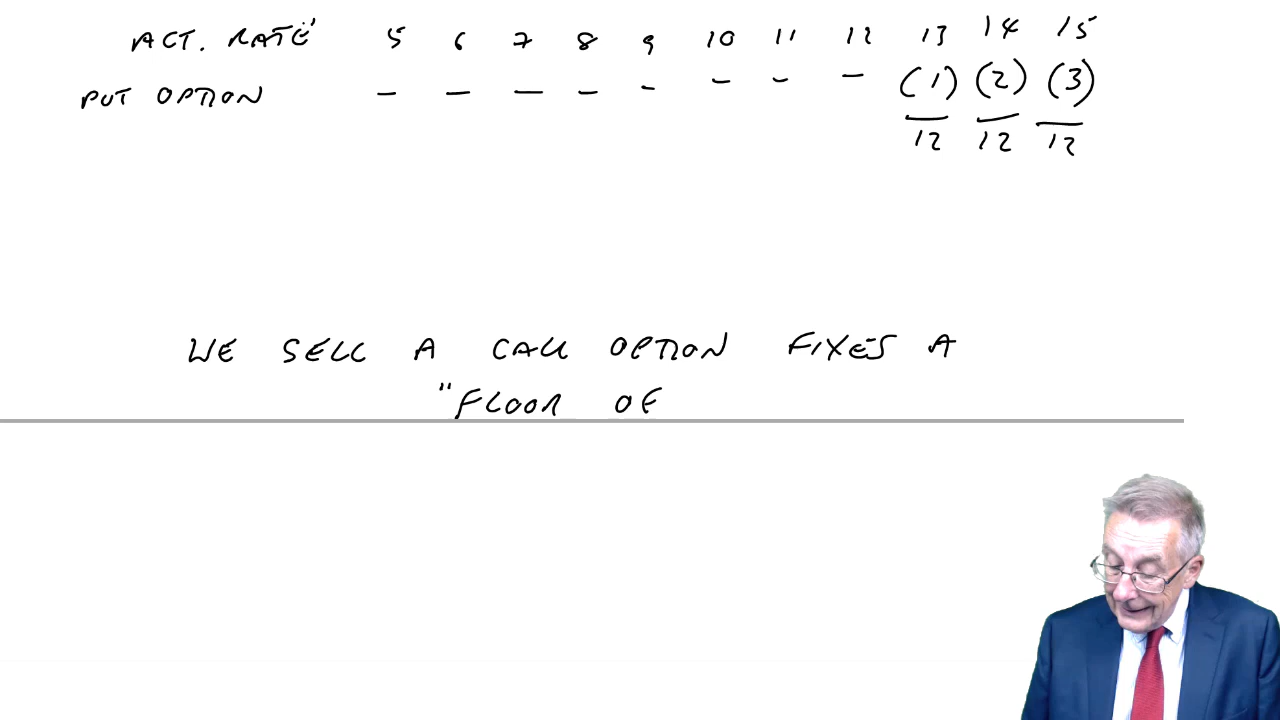 ACT. RATE" 5 6 7 8 9 10 11 12 13 14 15
PUT OPTION - - - - - - - - (1) (2) (3)
12 12 12
WE SELL A CALL OPTION FIXES A
"FLOOR OF